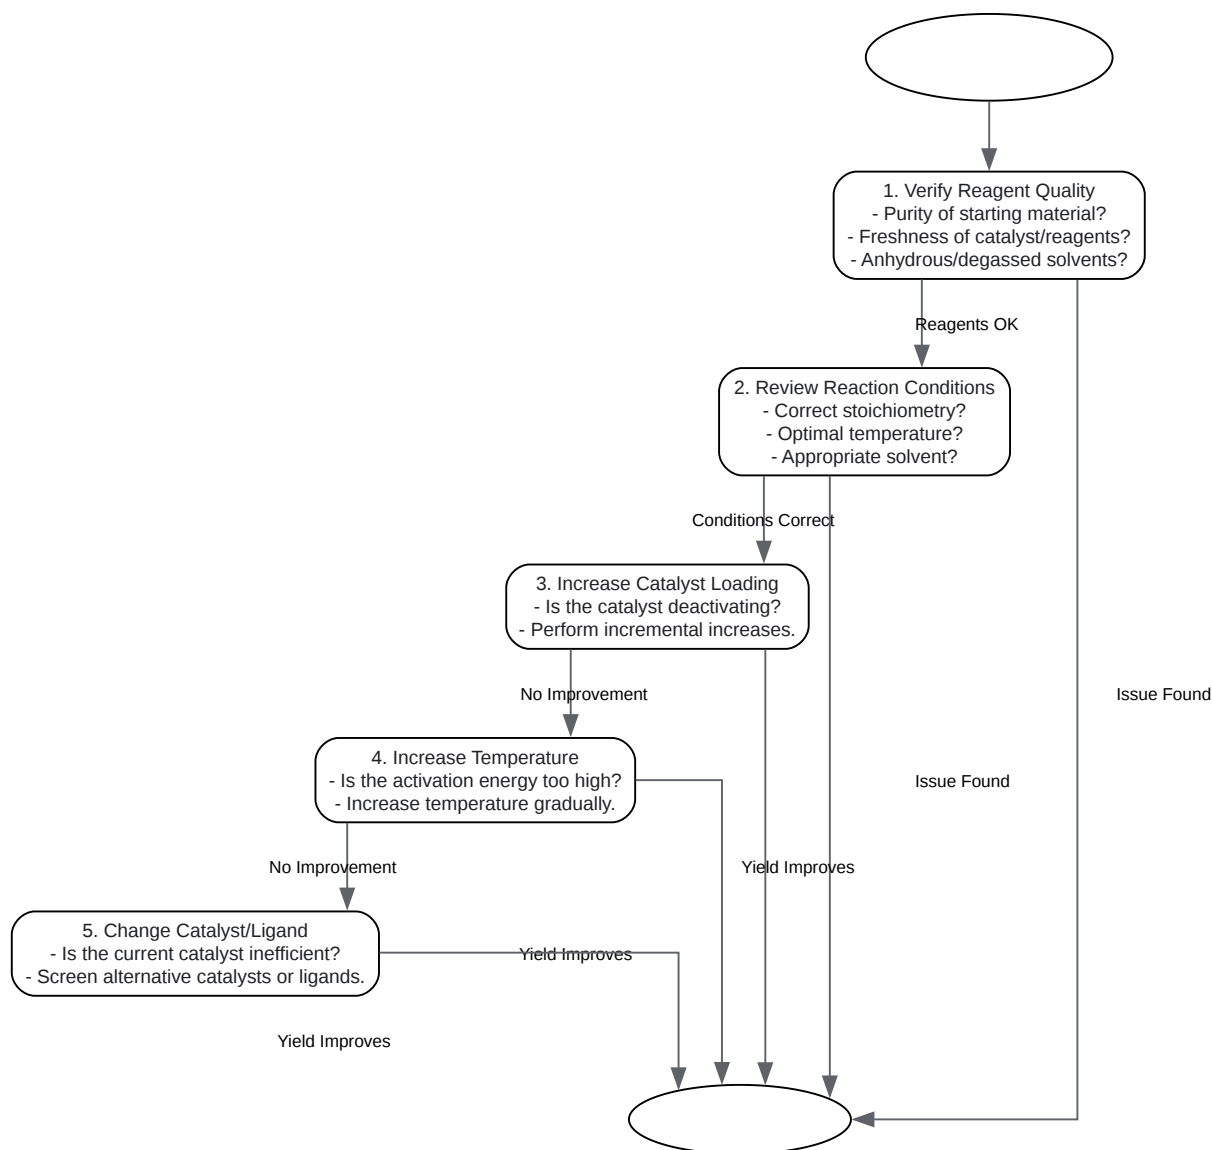 1. Verify Reagent Quality
- Purity of starting material?
- Freshness of catalyst/reagents?
- Anhydrous/degassed solvents?
Reagents OK
2. Review Reaction Conditions
- Correct stoichiometry?
- Optimal temperature?
- Appropriate solvent?
Conditions Correct
3. Increase Catalyst Loading
- Is the catalyst deactivating?
- Perform incremental increases.
No Improvement
Issue Found
4. Increase Temperature
- Is the activation energy too high?
- Increase temperature gradually.
Issue Found
No Improvement
Yield Improves
5. Change Catalyst/Ligand
- Is the current catalyst inefficient?
- Screen alternative catalysts or ligands.
Yield Improves
Yield Improves